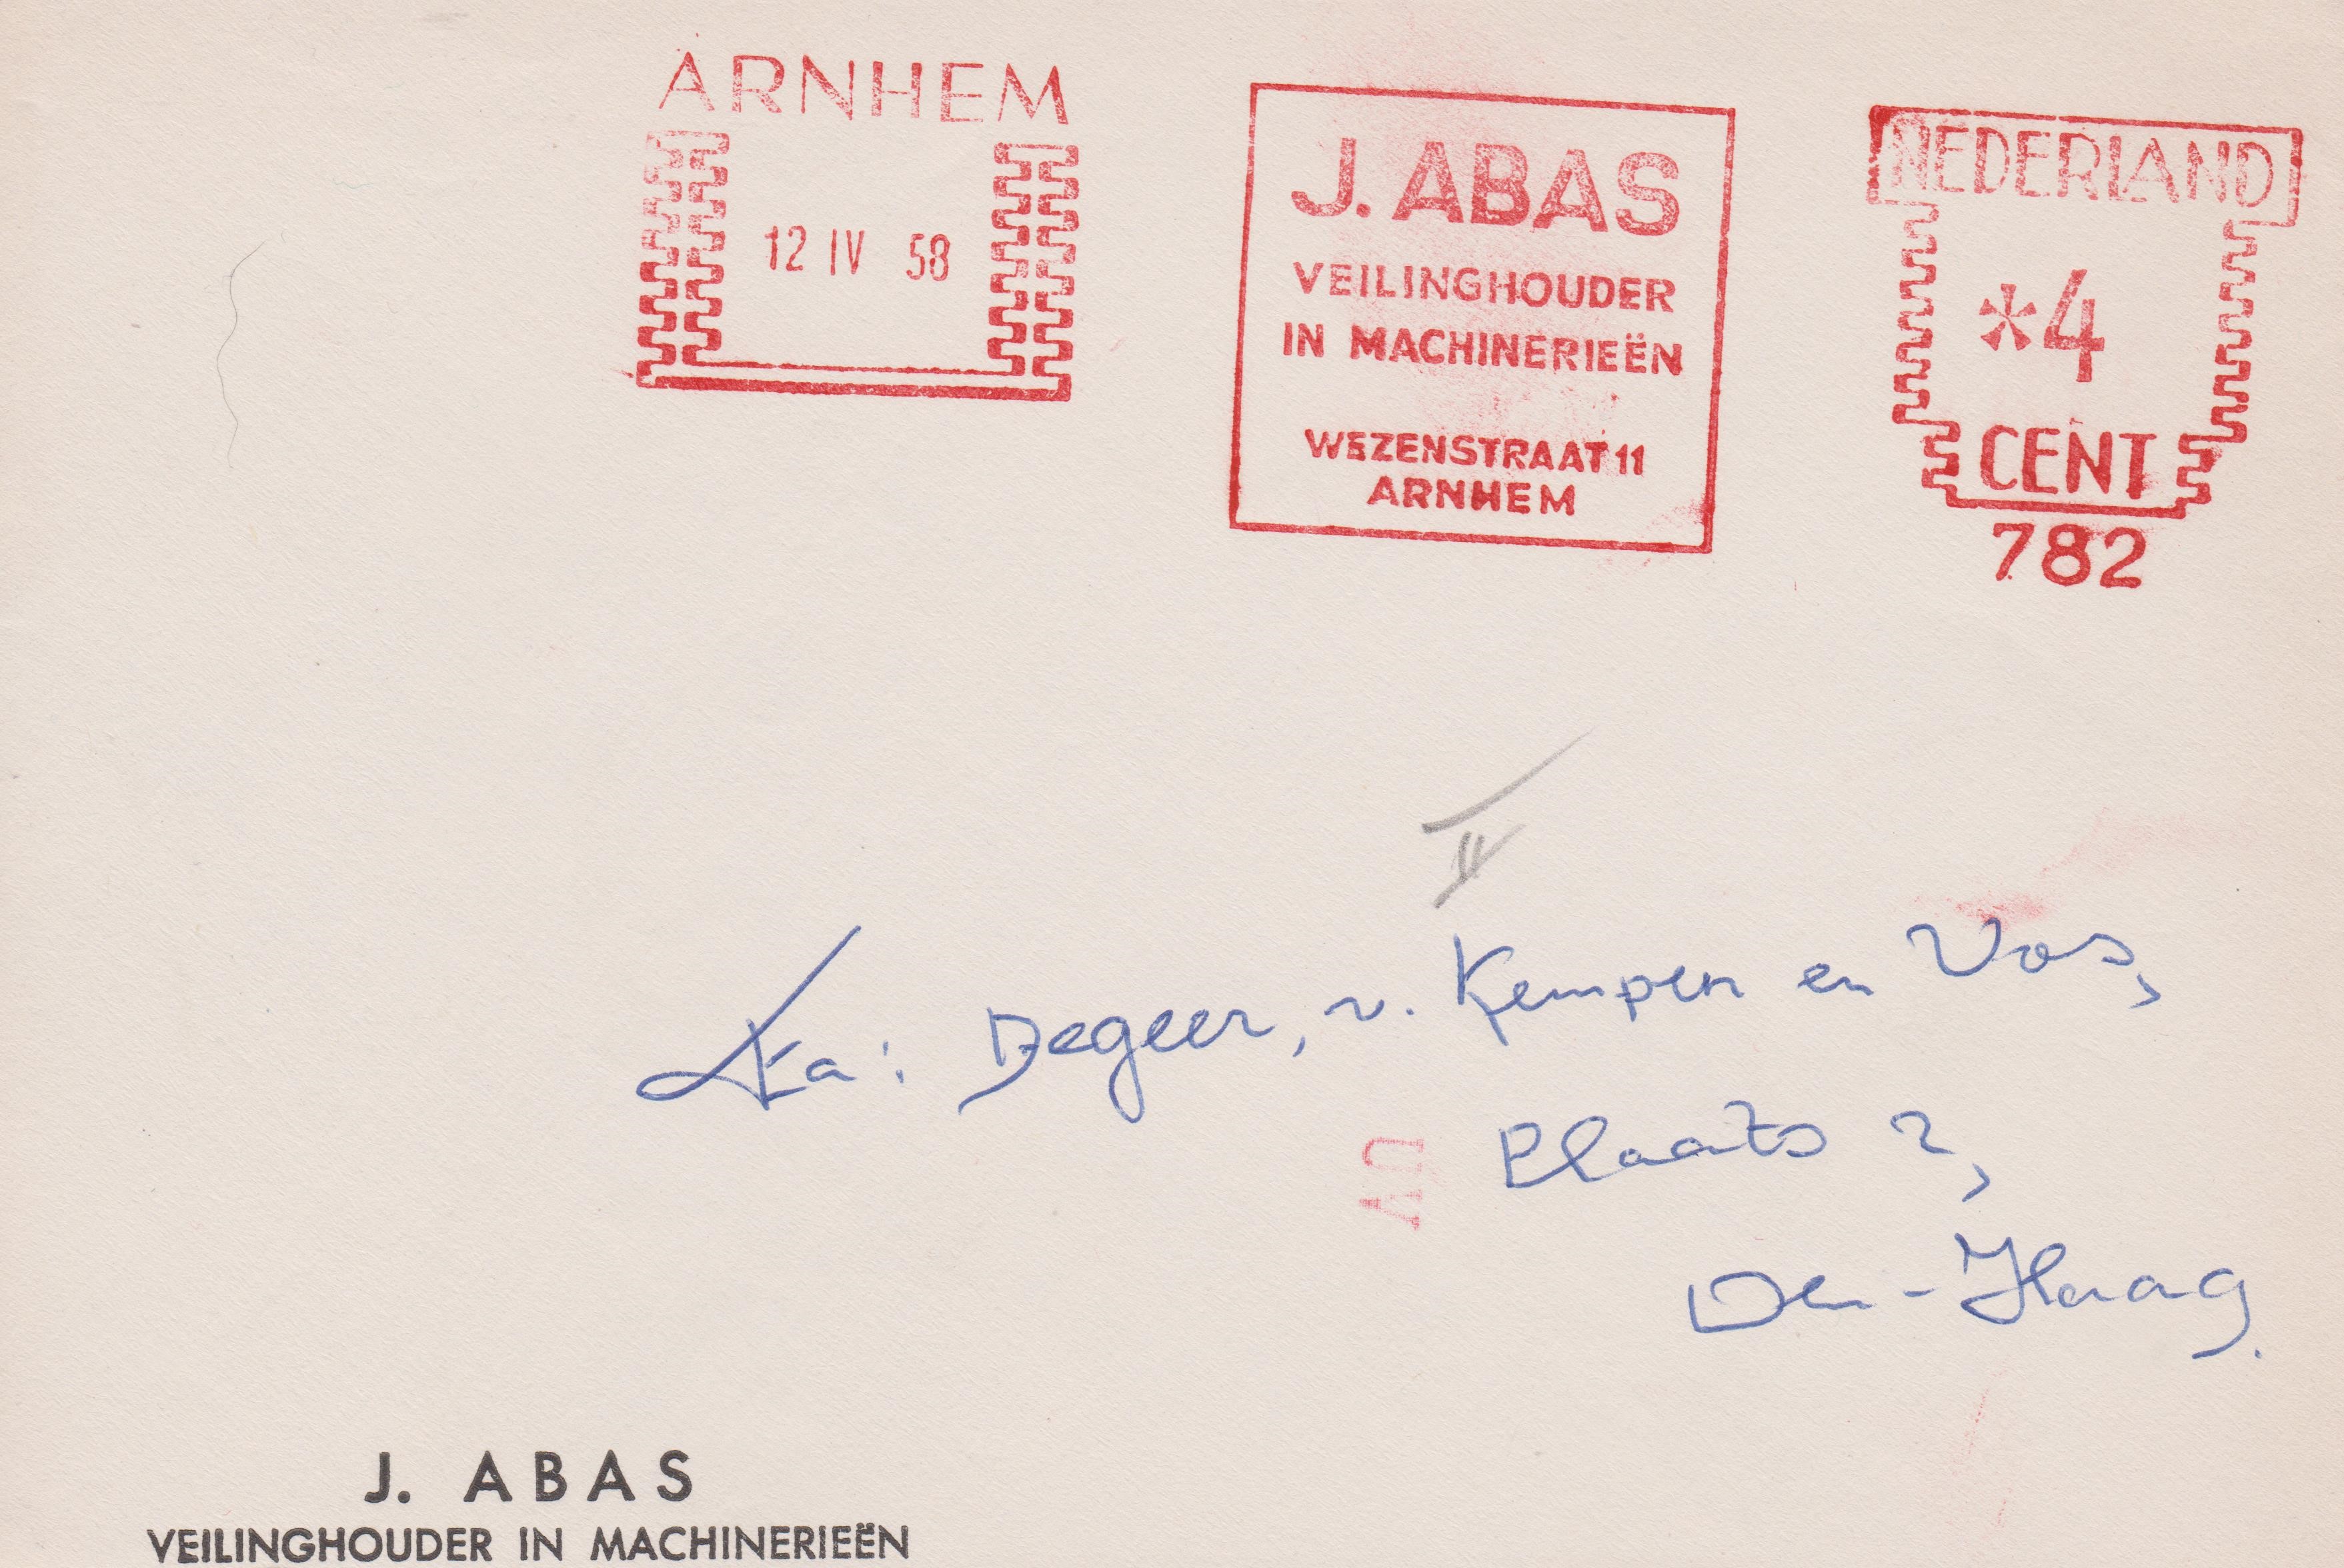 ARNHEM
12 IV 58
J. ABAS
VEILINGHOUDER
IN MACHINERIEËN
WEZENSTRAAT 11
ARNHEM
NEDERLAND
*4
CENT
782
Fa: Degeer, v. Kempen en Vos,
Plaats 2,
Den-Haag.
J. ABAS
VEILINGHOUDER IN MACHINERIEËN